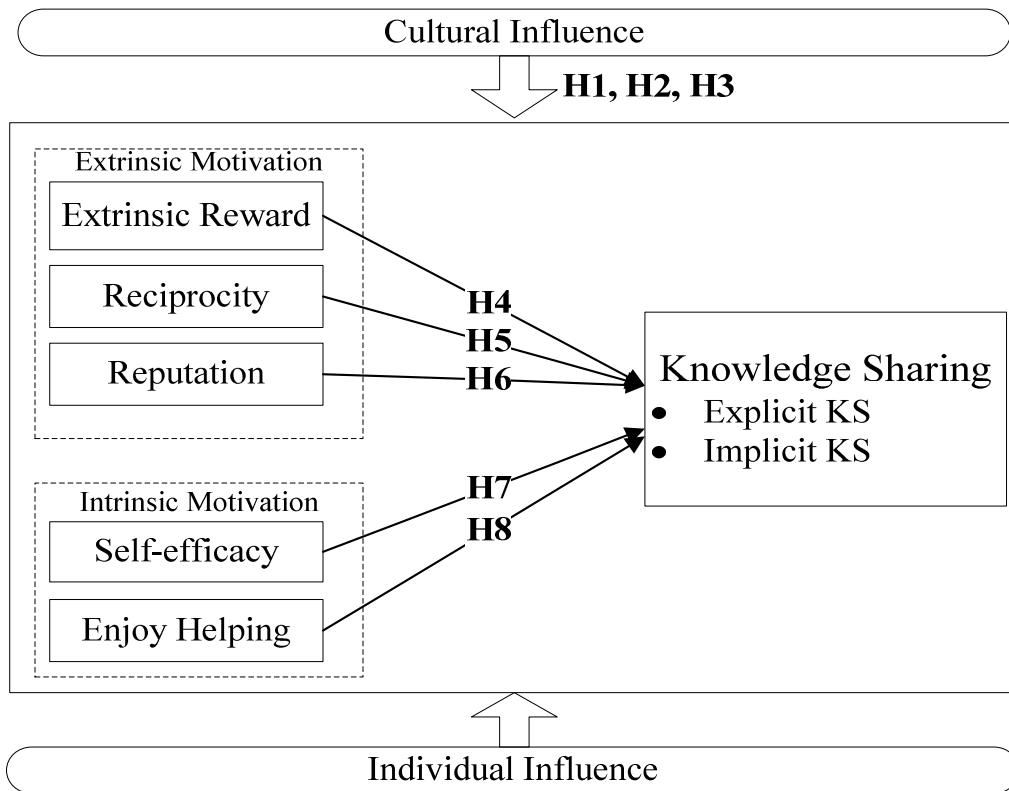 Cultural Influence
H1, H2, H3
Extrinsic Motivation
Extrinsic Reward
Reciprocity
Reputation
H4
H5
H6
Knowledge Sharing
• Explicit KS
• Implicit KS
Intrinsic Motivation
Self-efficacy
Enjoy Helping
H7
H8
Individual Influence